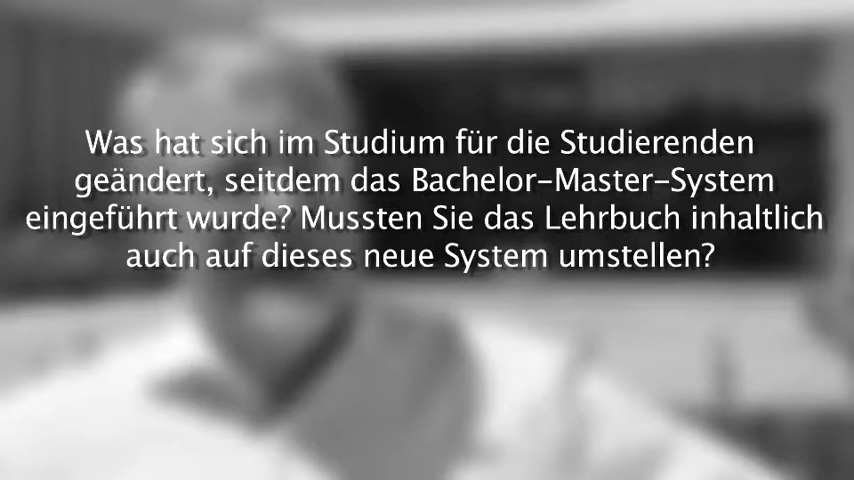 Was hat sich im Studium für die Studierenden
geändert, seitdem das Bachelor–Master–System
eingeführt wurde? Mussten Sie das Lehrbuch inhaltlich
auch auf dieses neue System umstellen?